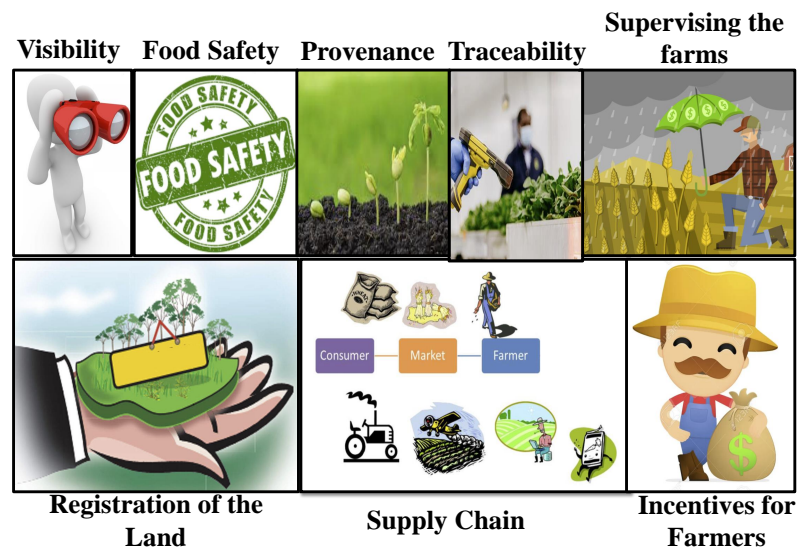 Visibility
Food Safety
Provenance
Traceability
Supervising the
farms
FOOD SAFETY
FOOD SAFETY
FOOD SAFETY
$ $ $ $
Consumer
Market
Farmer
$
Registration of the
Land
Supply Chain
Incentives for
Farmers